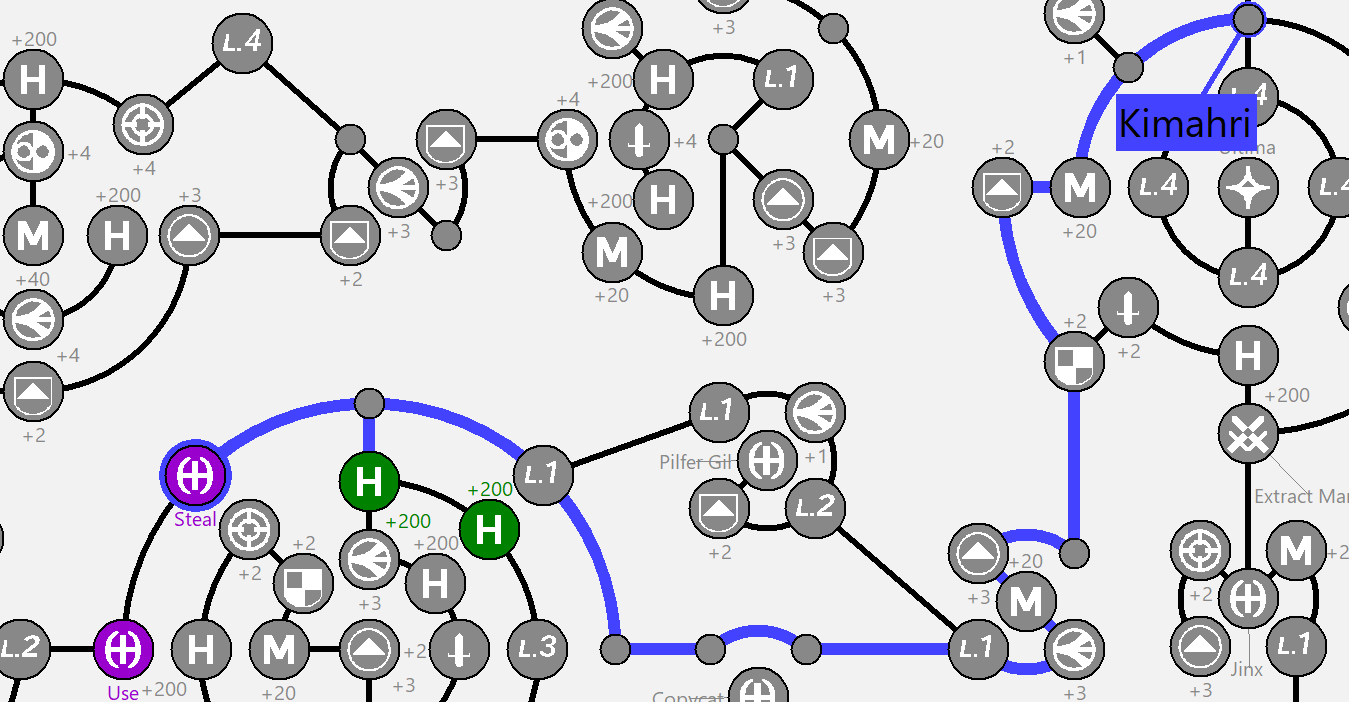 +200
H
L.4
+4
+4
M
+40
+200
H
+3
+2
+4
+2
+3
+3
+4
+3
+200
H
L.1
+4
+200
H
M
+20
+3
+3
M
+20
H
+200
+1
L.4
Kimahri
Ultima
+2
M
+20
L.4
L.4
L.4
+2
+2
H
+200
Extract Mar
Steal
H
+200
+200
H
L.1
L.1
Pilfer Gil
+1
+2
L.2
+2
+2
+3
+200
H
L.2
Use
+200
H
M
+20
+2
+3
L.3
Copycat
L.1
+3
+20
M
+3
+2
M
+2
Jinx
+3
L.1